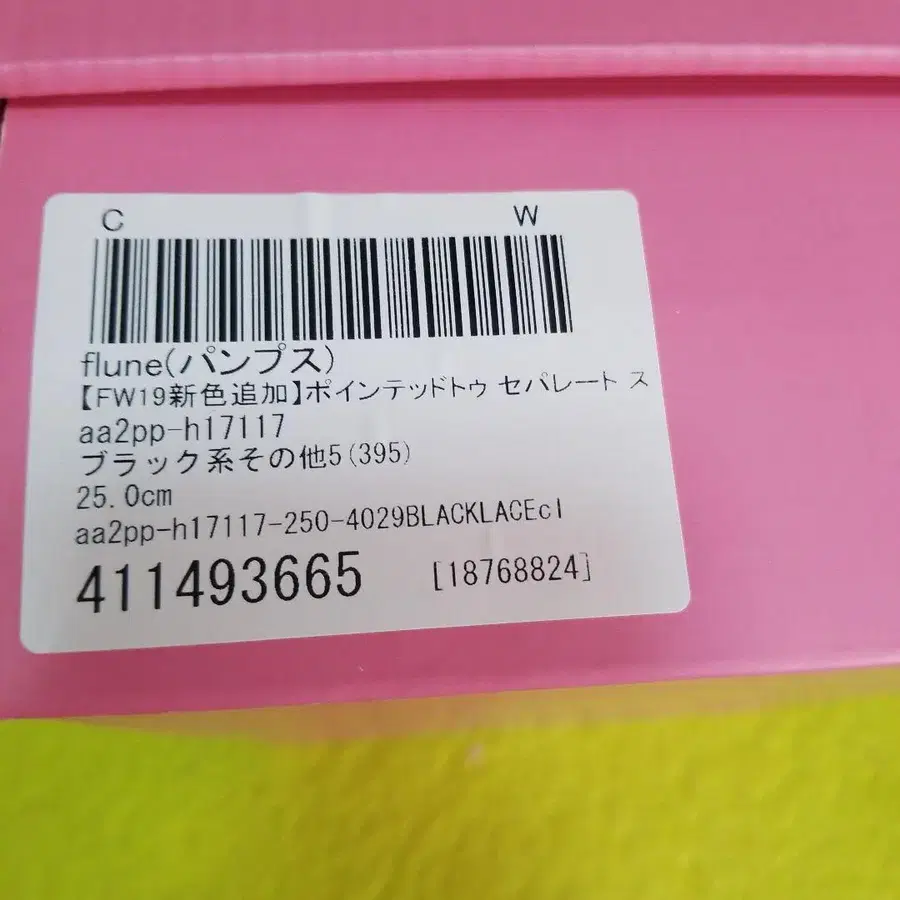 C W
flune(パンプス)
【FW19新色追加】ポインテッドトゥ セパレート ス
aa2pp-h17117
ブラック系その他5(395)
25.0cm
aa2pp-h17117-250-4029BLACKLACEcl
411493665 [18768824]